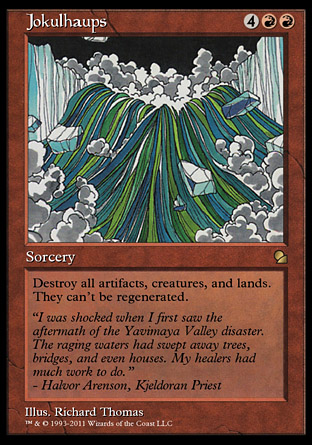 Jokulhaups
4
Sorcery
Destroy all artifacts, creatures, and lands.
They can't be regenerated.
"I was shocked when I first saw the
aftermath of the Yavimaya Valley disaster.
The raging waters had swept away trees,
bridges, and even houses. My healers had
much work to do."
- Halvor Arenson, Kjeldoran Priest
Illus. Richard Thomas
™ & © 1993-2011 Wizards of the Coast LLC